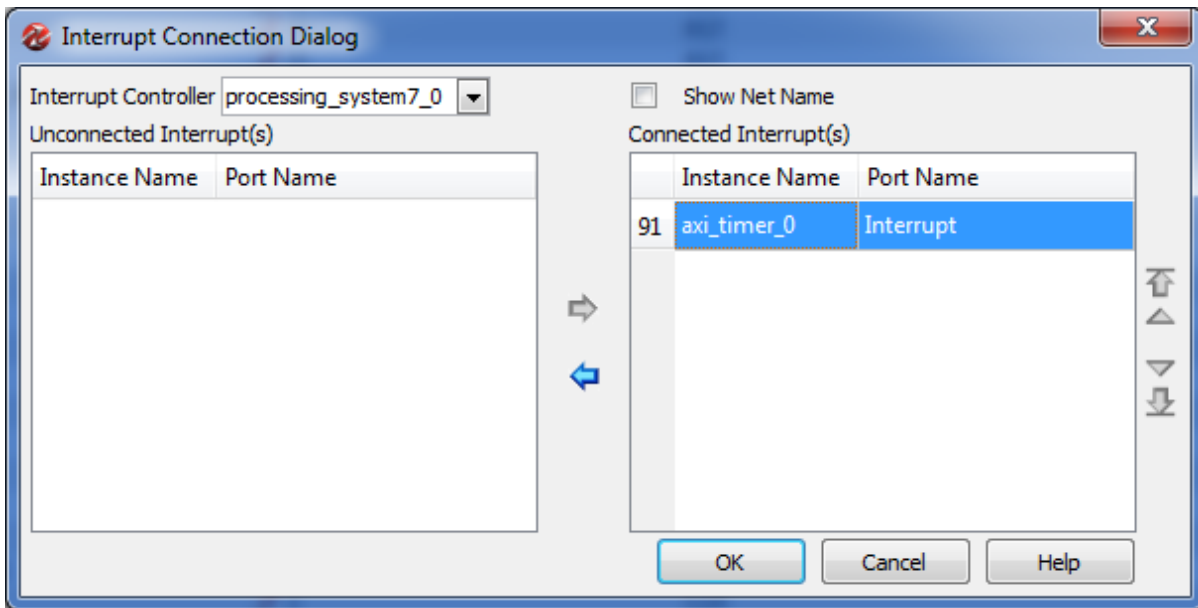 Interrupt Connection Dialog
Interrupt Controller processing_system7_0
Show Net Name
Unconnected Interrupt(s)
Connected Interrupt(s)
Instance Name Port Name
Instance Name Port Name
91 axi_timer_0 Interrupt
OK Cancel Help